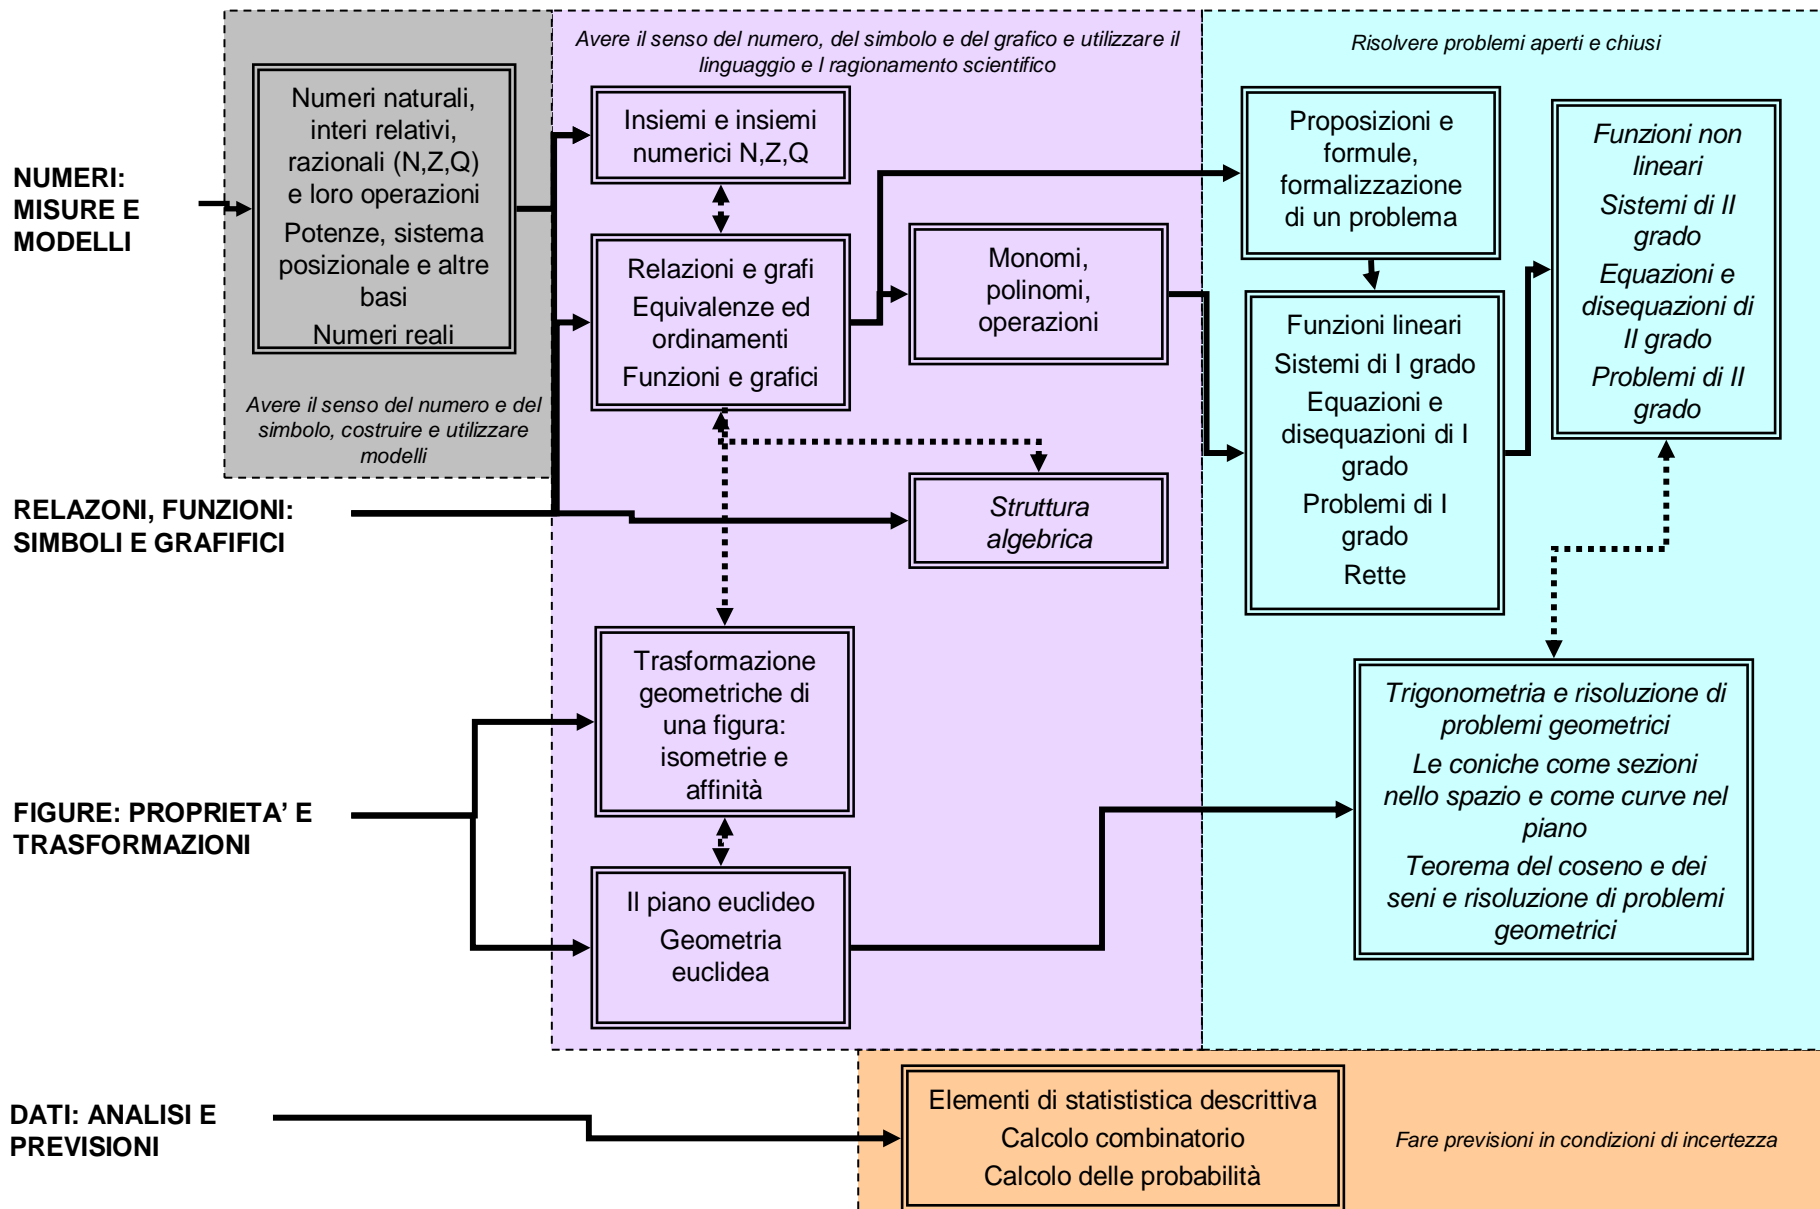 Avere il senso del numero, del simbolo e del grafico e utilizzare il
linguaggio e l ragionamento scientifico
Risolvere problemi aperti e chiusi
NUMERI:
MISURE E
MODELLI
Numeri naturali,
interi relativi,
razionali (N,Z,Q)
e loro operazioni
Potenze, sistema
posizionale e altre
basi
Numeri reali
Avere il senso del numero e del
simbolo, costruire e utilizzare
modelli
Insiemi e insiemi
numerici N,Z,Q
Relazioni e grafi
Equivalenze ed
ordinamenti
Funzioni e grafici
Monomi,
polinomi,
operazioni
Proposizioni e
formule,
formalizzazione
di un problema
Funzioni lineari
Sistemi di I grado
Equazioni e
disequazioni di I
grado
Problemi di I
grado
Rette
Funzioni non
lineari
Sistemi di II
grado
Equazioni e
disequazioni di
II grado
Problemi di II
grado
RELAZONI, FUNZIONI:
SIMBOLI E GRAFIFICI
Struttura
algebrica
FIGURE: PROPRIETA’ E
TRASFORMAZIONI
Trasformazione
geometriche di
una figura:
isometrie e
affinità
Il piano euclideo
Geometria
euclidea
Trigonometria e risoluzione di
problemi geometrici
Le coniche come sezioni
nello spazio e come curve nel
piano
Teorema del coseno e dei
seni e risoluzione di problemi
geometrici
DATI: ANALISI E
PREVISIONI
Elementi di statististica descrittiva
Calcolo combinatorio
Calcolo delle probabilità
Fare previsioni in condizioni di incertezza